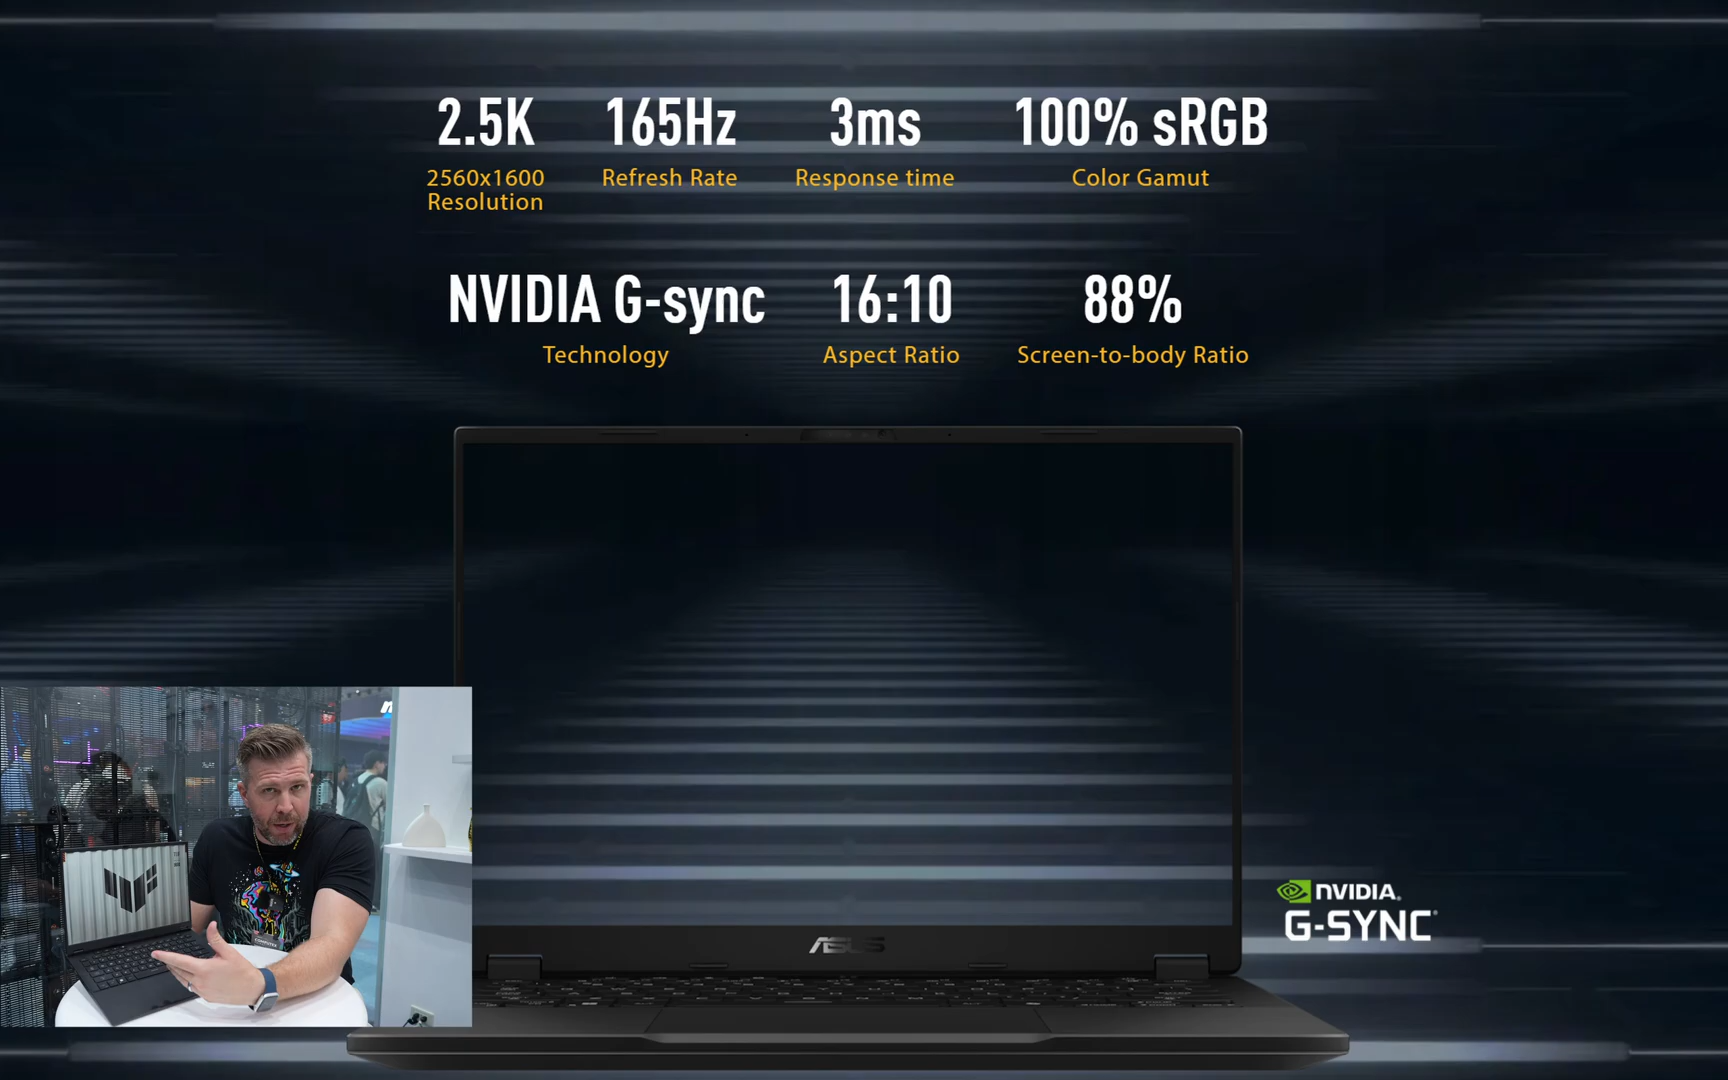 2.5K
2560x1600
Resolution
165Hz
Refresh Rate
3ms
Response time
100% sRGB
Color Gamut
NVIDIA G-sync
Technology
16:10
Aspect Ratio
88%
Screen-to-body Ratio
ASUS
NVIDIA.
G-SYNC
COMPUTEX